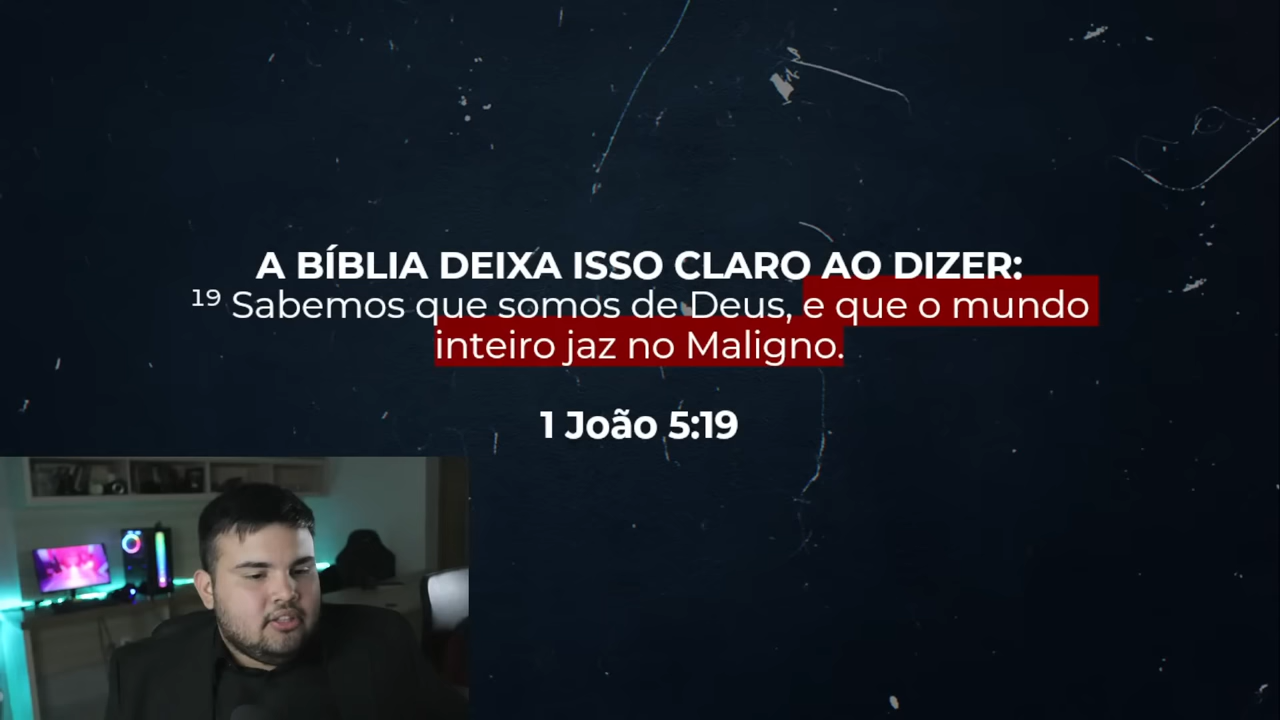 A BÍBLIA DEIXA ISSO CLARO AO DIZER:
¹⁹ Sabemos que somos de Deus, e que o mundo
inteiro jaz no Maligno.
1 João 5:19